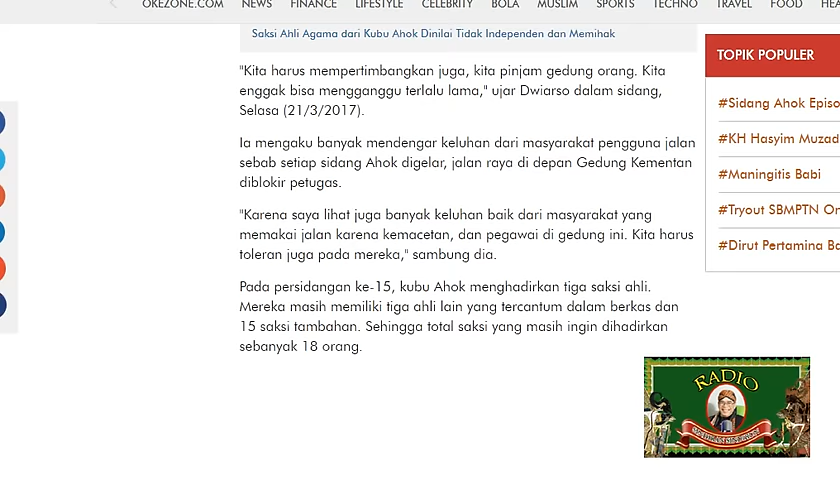 OKEZONE.COM NEWS FINANCE LIFESTYLE CELEBRITY BOLA MUSLIM SPORTS TECHNO TRAVEL FOOD
Saksi Ahli Agama dari Kubu Ahok Dinilai Tidak Independen dan Memihak
"Kita harus mempertimbangkan juga, kita pinjam gedung orang. Kita
enggak bisa mengganggu terlalu lama," ujar Dwiarso dalam sidang,
Selasa (21/3/2017).
Ia mengaku banyak mendengar keluhan dari masyarakat pengguna jalan
sebab setiap sidang Ahok digelar, jalan raya di depan Gedung Kementan
diblokir petugas.
"Karena saya lihat juga banyak keluhan baik dari masyarakat yang
memakai jalan karena kemacetan, dan pegawai di gedung ini. Kita harus
toleran juga pada mereka," sambung dia.
Pada persidangan ke-15, kubu Ahok menghadirkan tiga saksi ahli.
Mereka masih memiliki tiga ahli lain yang tercantum dalam berkas dan
15 saksi tambahan. Sehingga total saksi yang masih ingin dihadirkan
sebanyak 18 orang.
TOPIK POPULER
#Sidang Ahok Episo
#KH Hasyim Muzad
#Maningitis Babi
#Tryout SBMPTN On
#Dirut Pertamina Ba
RADIO